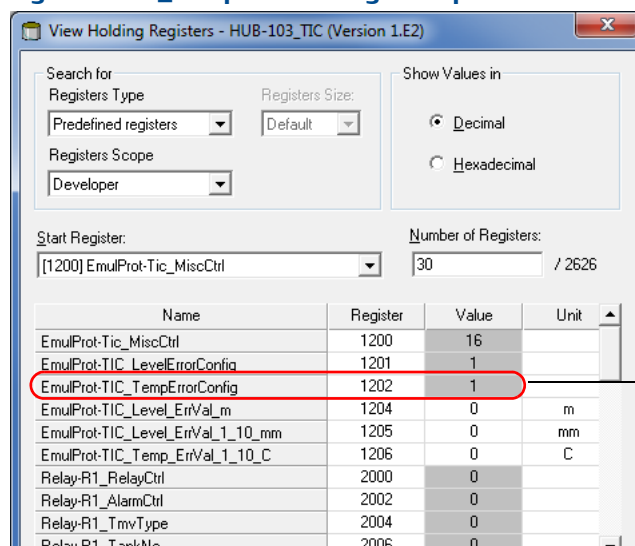 View Holding Registers - HUB-103_TIC (Version 1.E2)
Search for
Registers Type
Registers Size:
Predefined registers
Default
Registers Scope
Developer
Show Values in
Decimal
Hexadecimal
Start Register:
Number of Registers:
[1200] EmulProt-Tic_MiscCtrl
30
/ 2626
Name Register Value Unit
EmulProt-Tic_MiscCtrl 1200 16
EmulProt-TIC_LevelErrorConfig 1201 1
EmulProt-TIC_TempErrorConfig 1202 1
EmulProt-TIC_Level_ErrVal_m 1204 0 m
EmulProt-TIC_Level_ErrVal_1_10_mm 1205 0 mm
EmulProt-TIC_Temp_ErrVal_1_10_C 1206 0 C
Relay-R1_RelayCtrl 2000 0
Relay-R1_AlarmCtrl 2002 0
Relay-R1_TmvType 2004 0
Relay-R1_TankNo 2006 0